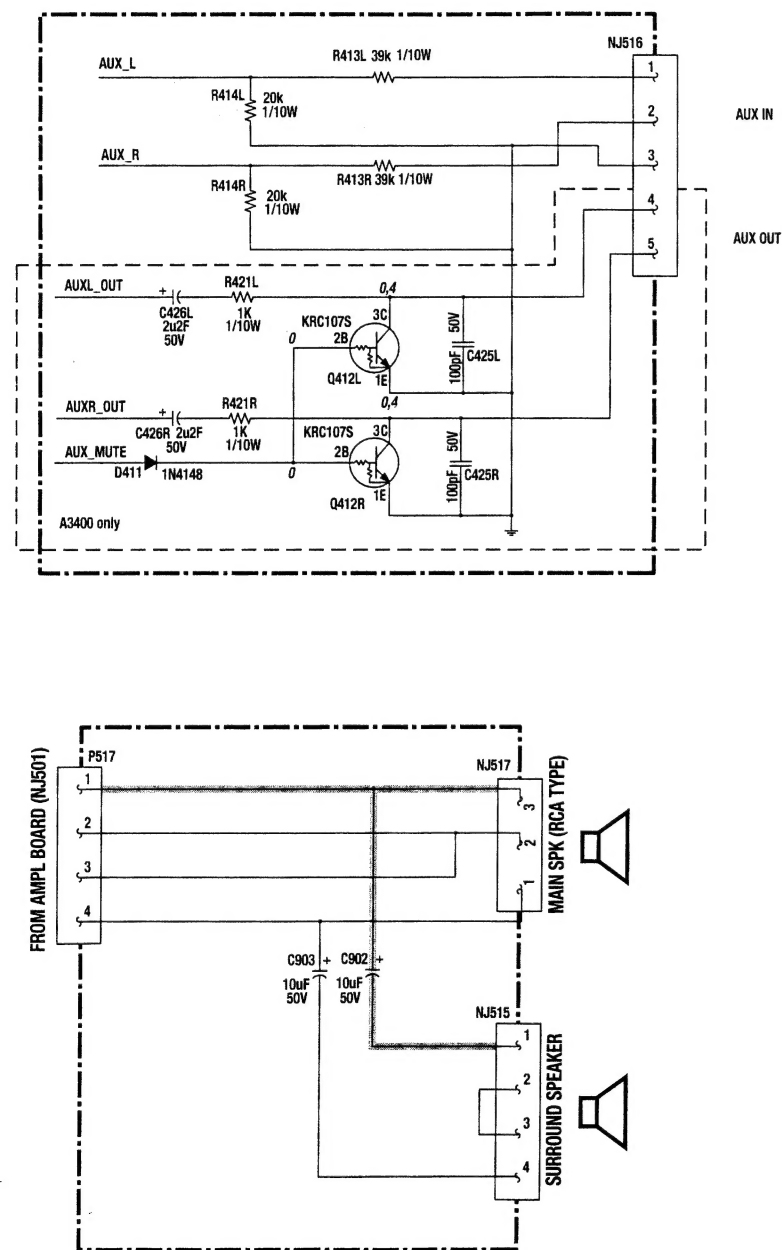 NJ516
R413L 39k 1/10W
AUX_L
1
R414L
20k
1/10W
2
AUX IN
AUX_R
3
R413R 39k 1/10W
R414R
20k
1/10W
4
AUX OUT
5
AUXL_OUT
+
R421L
0,4
C426L
2u2F
50V
1K
1/10W
KRC107S
3C
2B
0
50V
100pF
C425L
Q412L
1E
0,4
AUXR_OUT
+
R421R
C426R 2u2F
50V
1K
1/10W
KRC107S
3C
2B
50V
100pF
C425R
AUX_MUTE
D411
1N4148
0
Q412R
1E
A3400 only
FROM AMPL BOARD (NJ501)
P517
1
2
3
4
NJ517
3
2
1
MAIN SPK (RCA TYPE)
C903 +
10uF
50V
C902 +
10uF
50V
NJ515
1
2
3
4
SURROUND SPEAKER